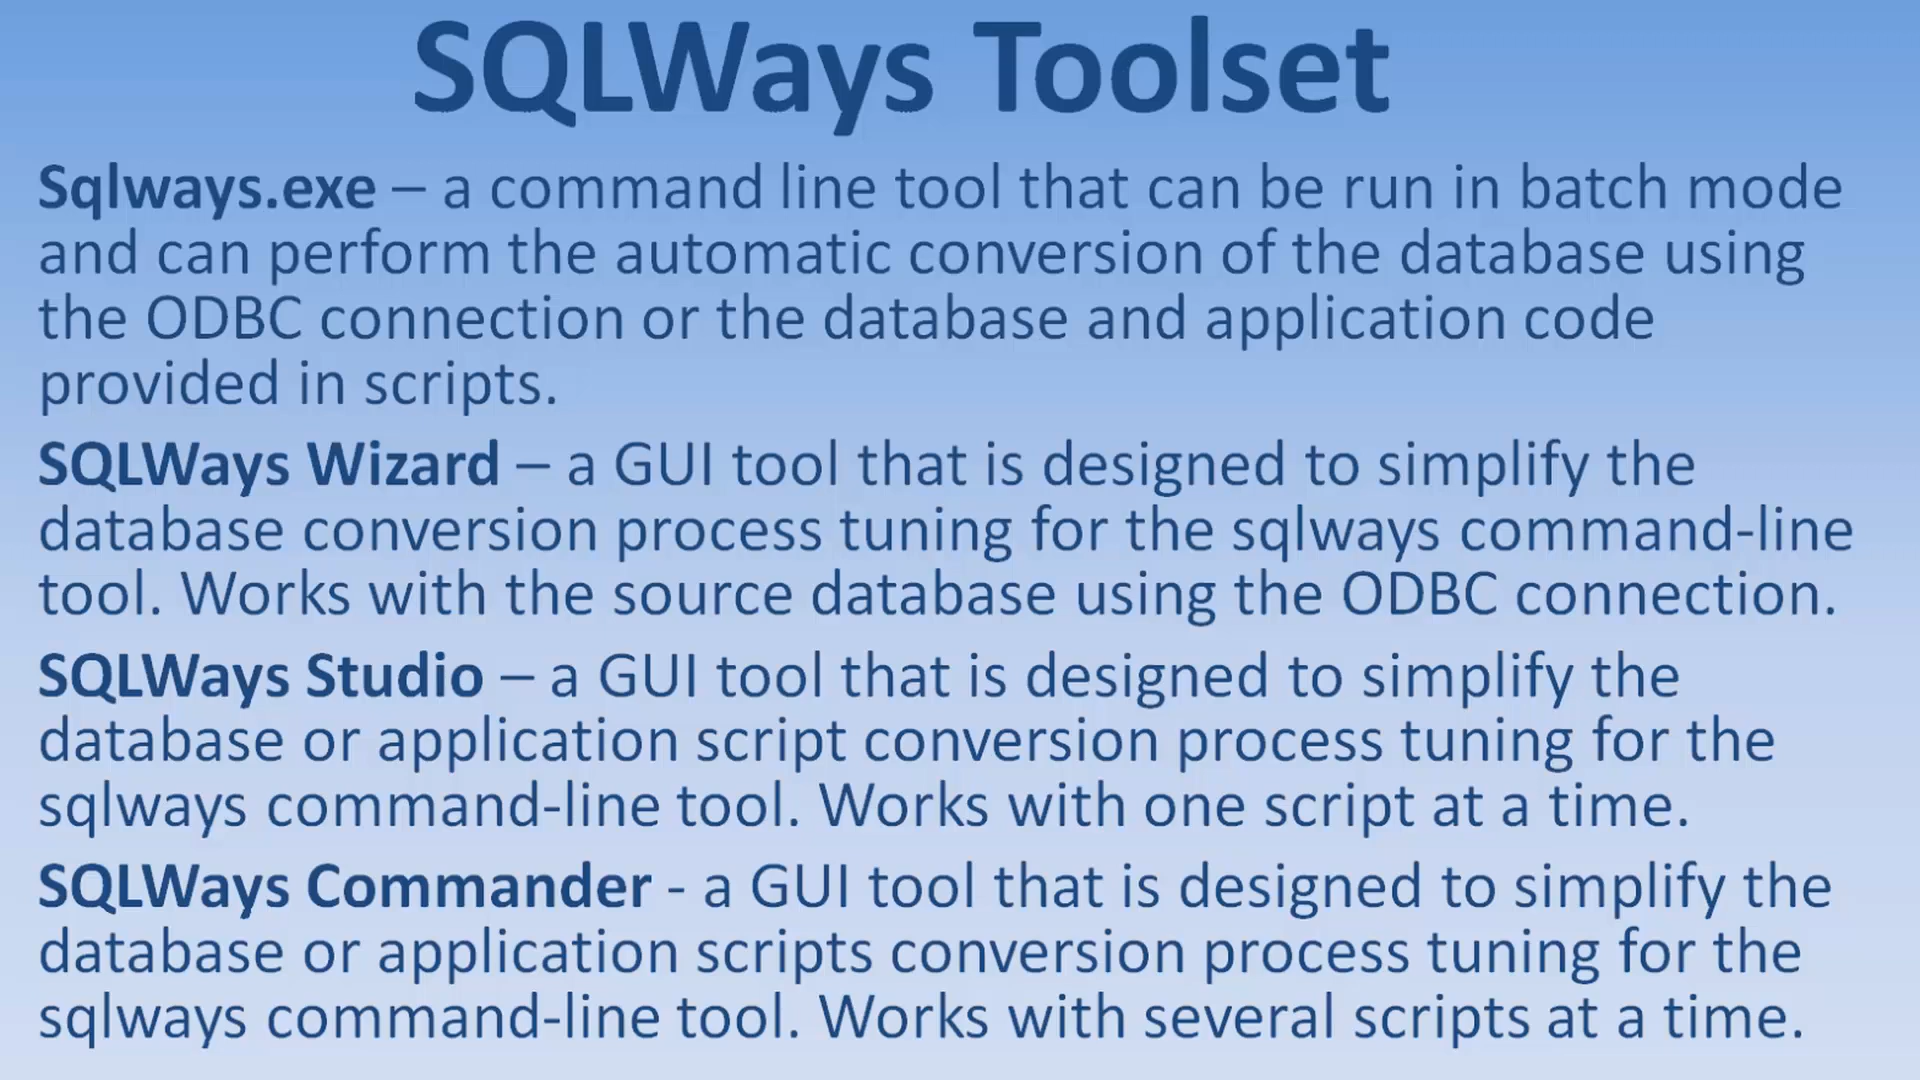 SQLWays Toolset
Sqlways.exe – a command line tool that can be run in batch mode
and can perform the automatic conversion of the database using
the ODBC connection or the database and application code
provided in scripts.
SQLWays Wizard – a GUI tool that is designed to simplify the
database conversion process tuning for the sqlways command-line
tool. Works with the source database using the ODBC connection.
SQLWays Studio – a GUI tool that is designed to simplify the
database or application script conversion process tuning for the
sqlways command-line tool. Works with one script at a time.
SQLWays Commander - a GUI tool that is designed to simplify the
database or application scripts conversion process tuning for the
sqlways command-line tool. Works with several scripts at a time.